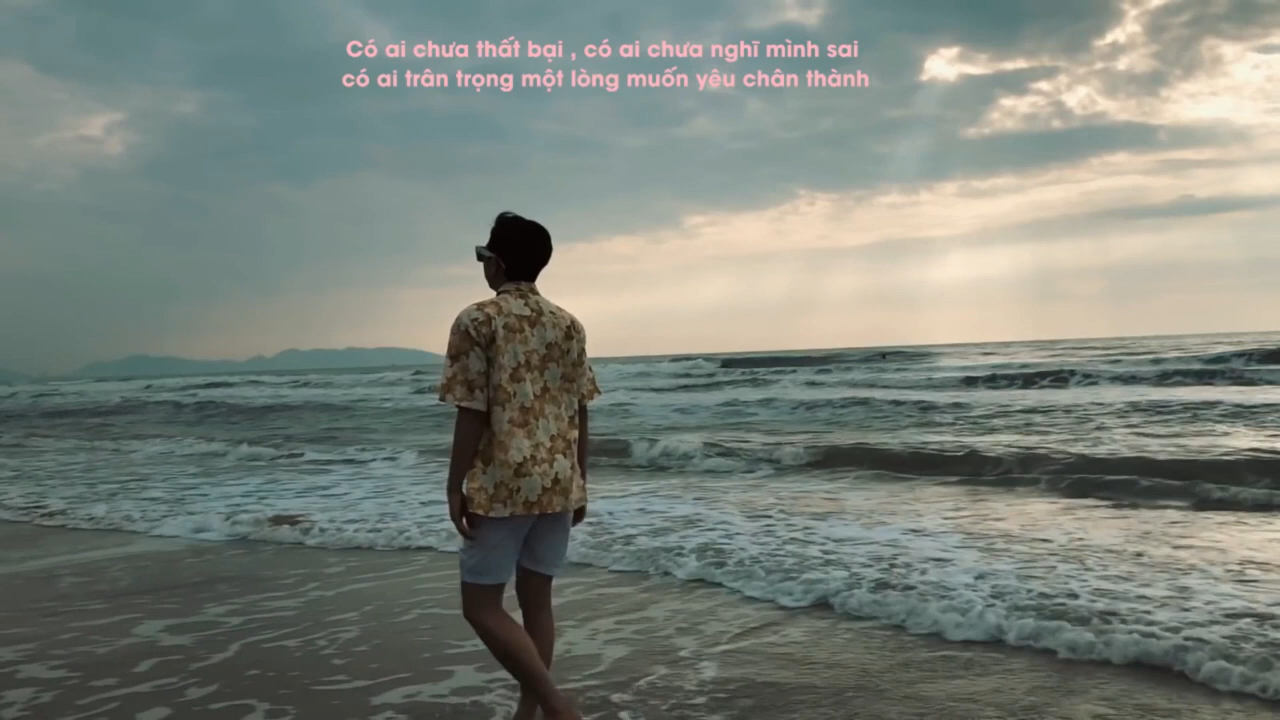 Có ai chưa thất bại , có ai chưa nghĩ mình sai
có ai trân trọng một lòng muốn yêu chân thành